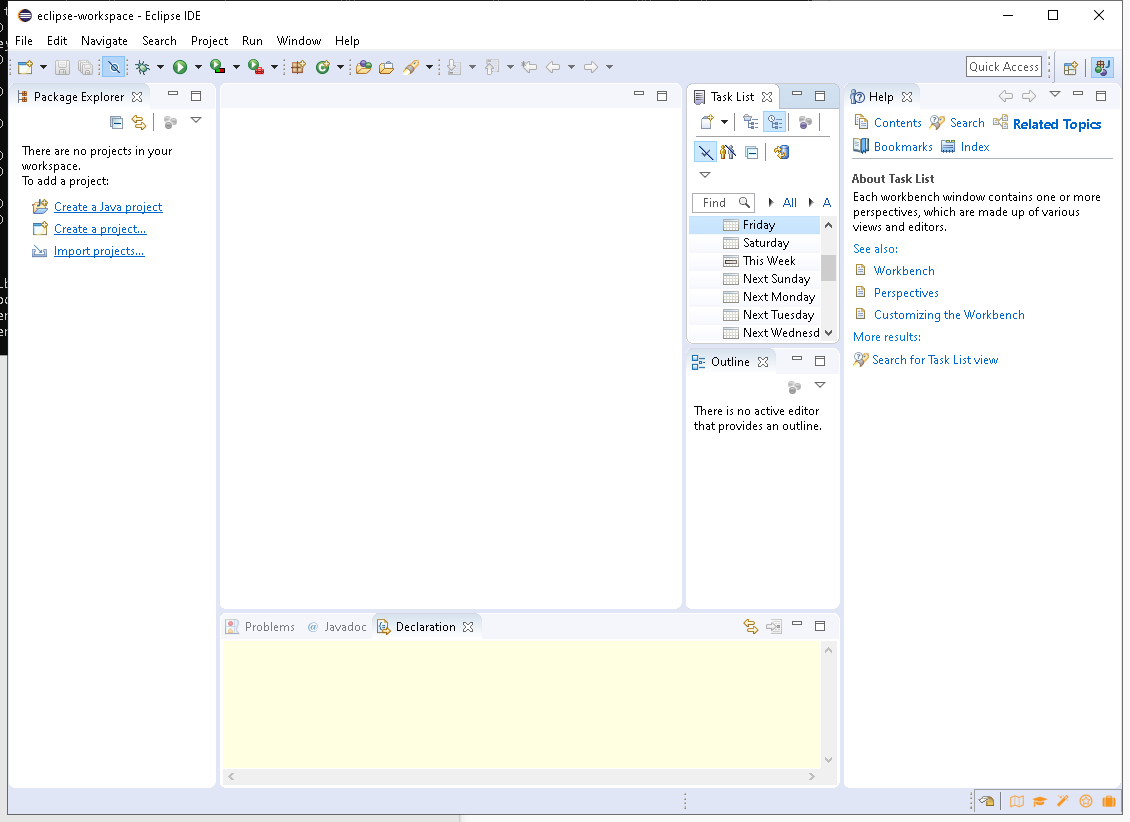 eclipse-workspace - Eclipse IDE
File Edit Navigate Search Project Run Window Help
Quick Access
Package Explorer
There are no projects in your
workspace.
To add a project:
Create a Java project
Create a project...
Import projects...
Task List
Find All A
Friday
Saturday
This Week
Next Sunday
Next Monday
Next Tuesday
Next Wednesd
Outline
There is no active editor
that provides an outline.
Help
Contents Search Related Topics
Bookmarks Index
About Task List
Each workbench window contains one or more
perspectives, which are made up of various
views and editors.
See also:
Workbench
Perspectives
Customizing the Workbench
More results:
Search for Task List view
Problems @ Javadoc Declaration